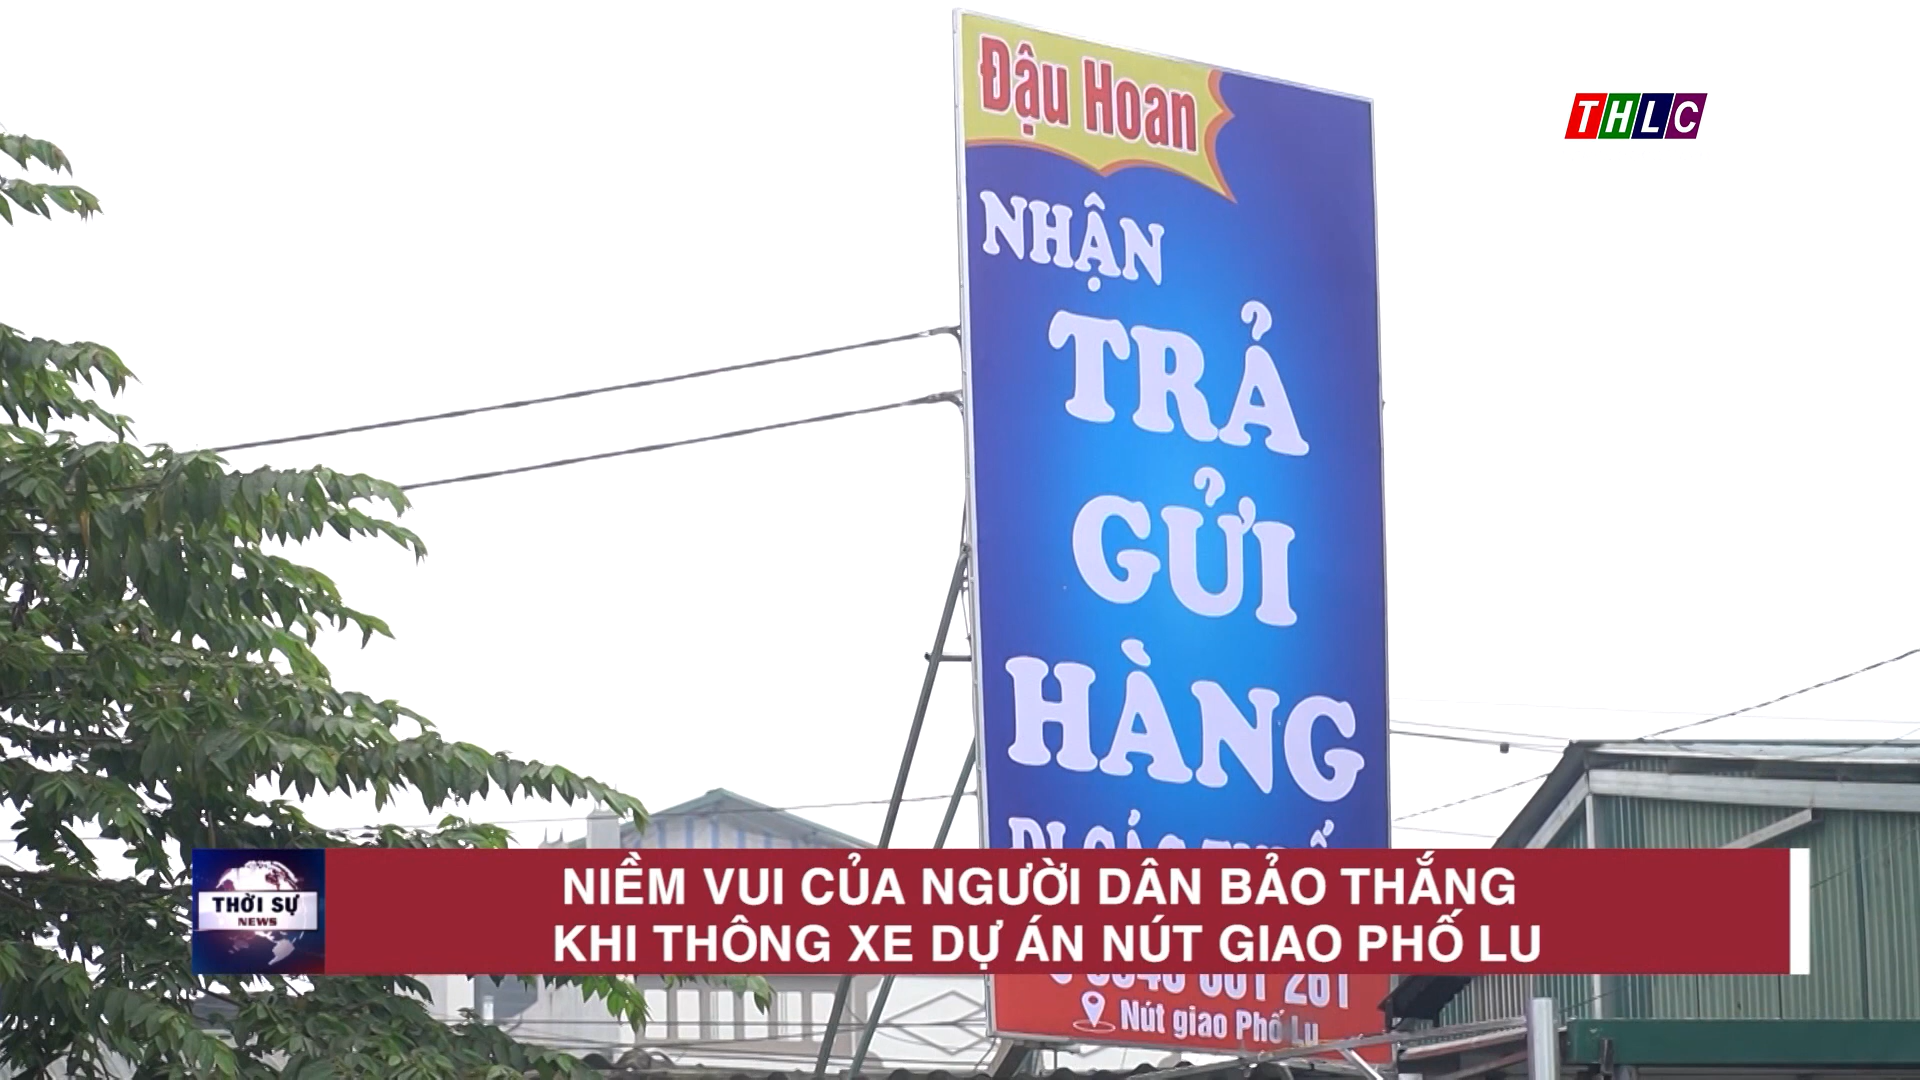 Đậu Hoan
THLC
NHẬN
TRẢ
GỬI
HÀNG
THỜI SỰ
NEWS
NIỀM VUI CỦA NGƯỜI DÂN BẢO THẮNG
KHI THÔNG XE DỰ ÁN NÚT GIAO PHỐ LU
Nút giao Phố Lu